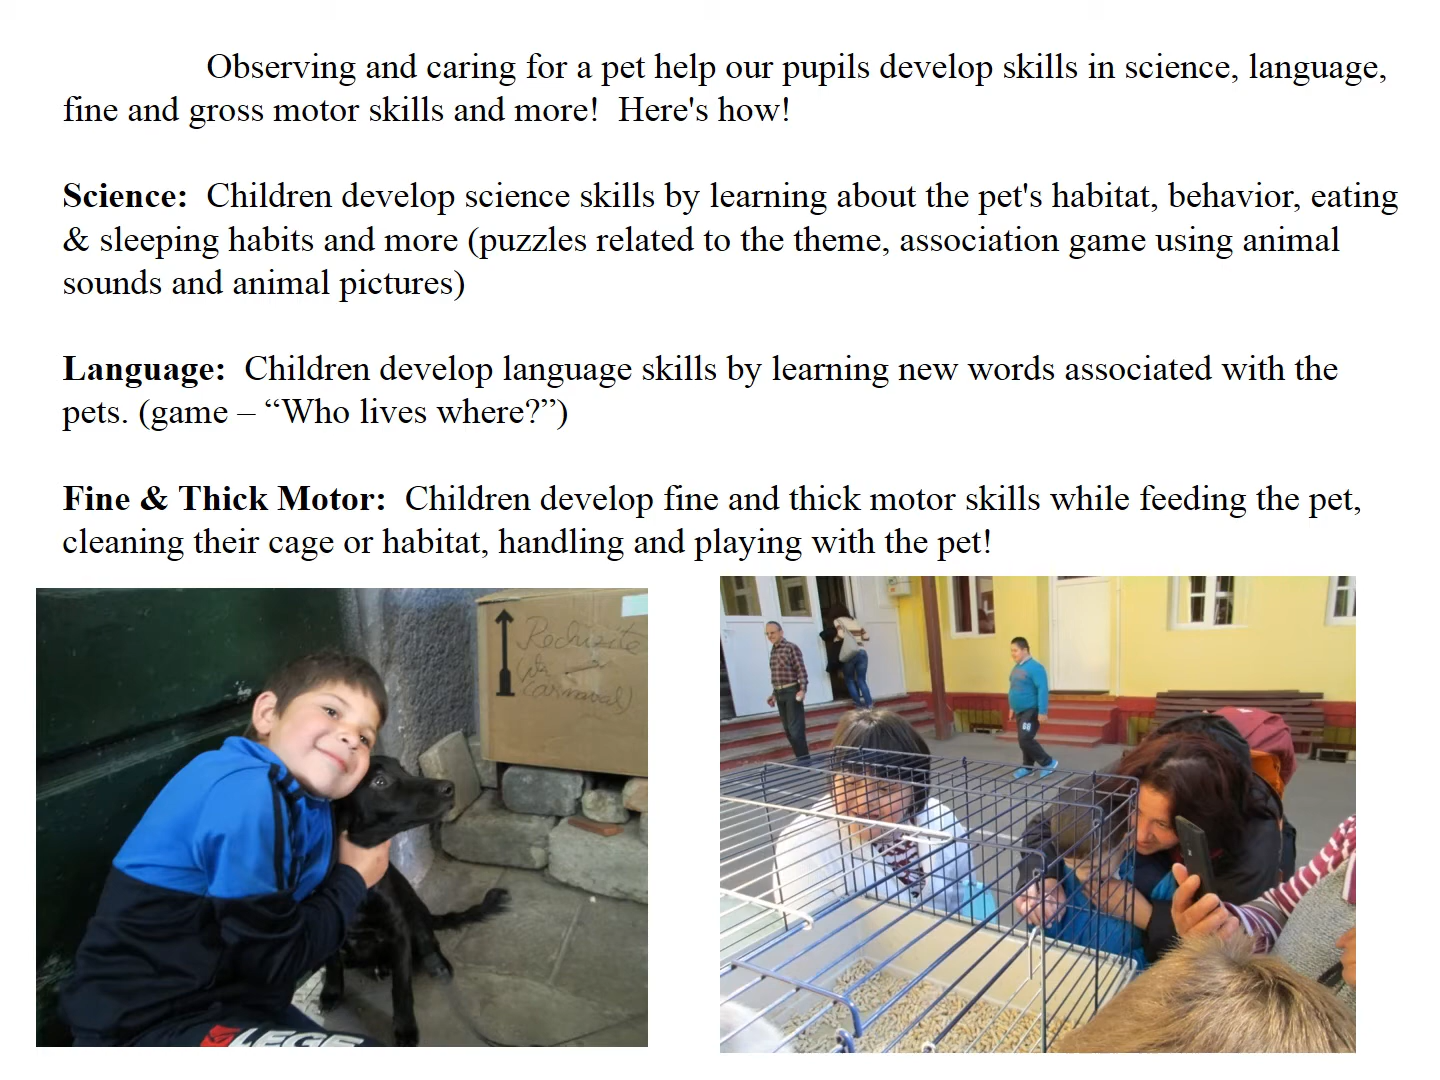 Observing and caring for a pet help our pupils develop skills in science, language,
fine and gross motor skills and more!  Here's how!
Science:  Children develop science skills by learning about the pet's habitat, behavior, eating
& sleeping habits and more (puzzles related to the theme, association game using animal
sounds and animal pictures)
Language:  Children develop language skills by learning new words associated with the
pets. (game – “Who lives where?”)
Fine & Thick Motor:  Children develop fine and thick motor skills while feeding the pet,
cleaning their cage or habitat, handling and playing with the pet!
Rechizite
carnaval)
LEGE